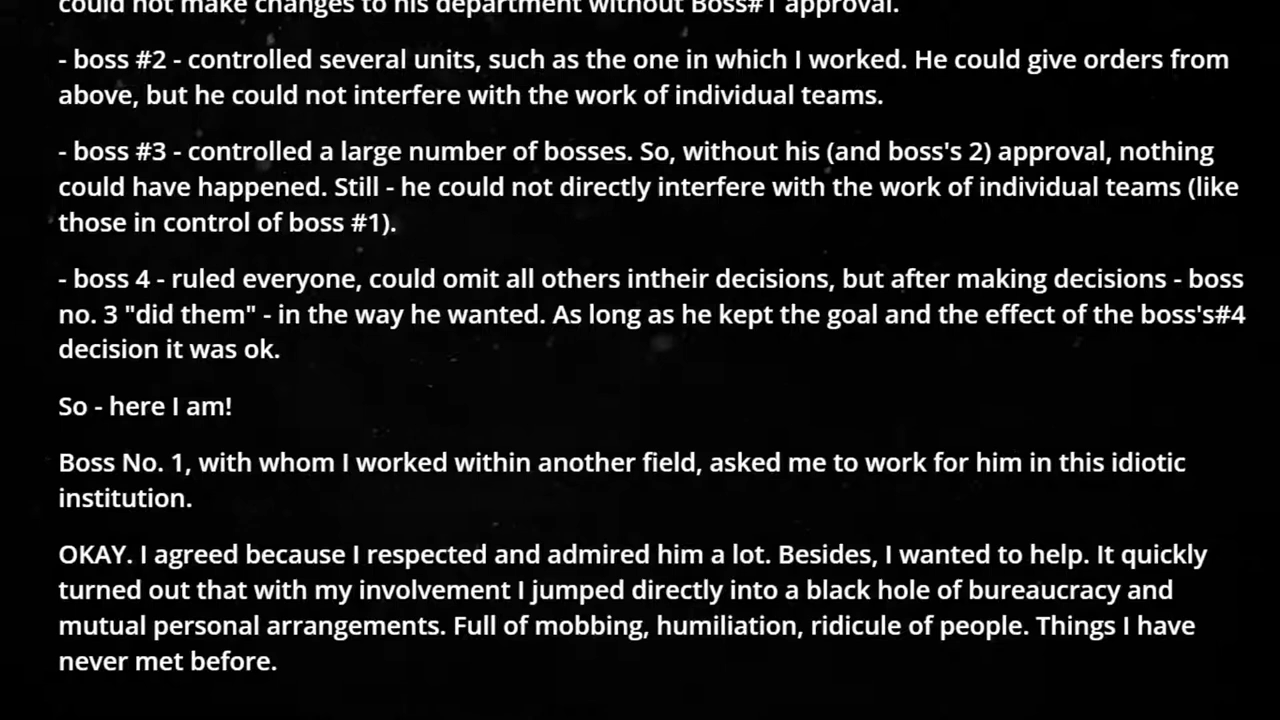 could not make changes to his department without Boss#1 approval.
- boss #2 - controlled several units, such as the one in which I worked. He could give orders from
above, but he could not interfere with the work of individual teams.
- boss #3 - controlled a large number of bosses. So, without his (and boss's 2) approval, nothing
could have happened. Still - he could not directly interfere with the work of individual teams (like
those in control of boss #1).
- boss 4 - ruled everyone, could omit all others intheir decisions, but after making decisions - boss
no. 3 "did them" - in the way he wanted. As long as he kept the goal and the effect of the boss's#4
decision it was ok.
So - here I am!
Boss No. 1, with whom I worked within another field, asked me to work for him in this idiotic
institution.
OKAY. I agreed because I respected and admired him a lot. Besides, I wanted to help. It quickly
turned out that with my involvement I jumped directly into a black hole of bureaucracy and
mutual personal arrangements. Full of mobbing, humiliation, ridicule of people. Things I have
never met before.